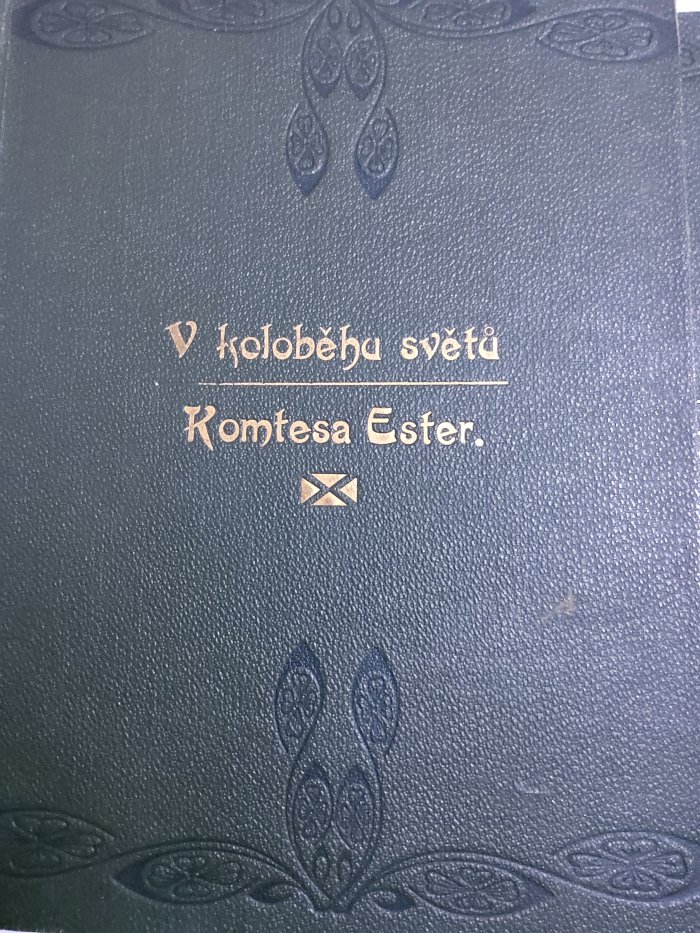 V koloběhu světů
Komtesa Ester.